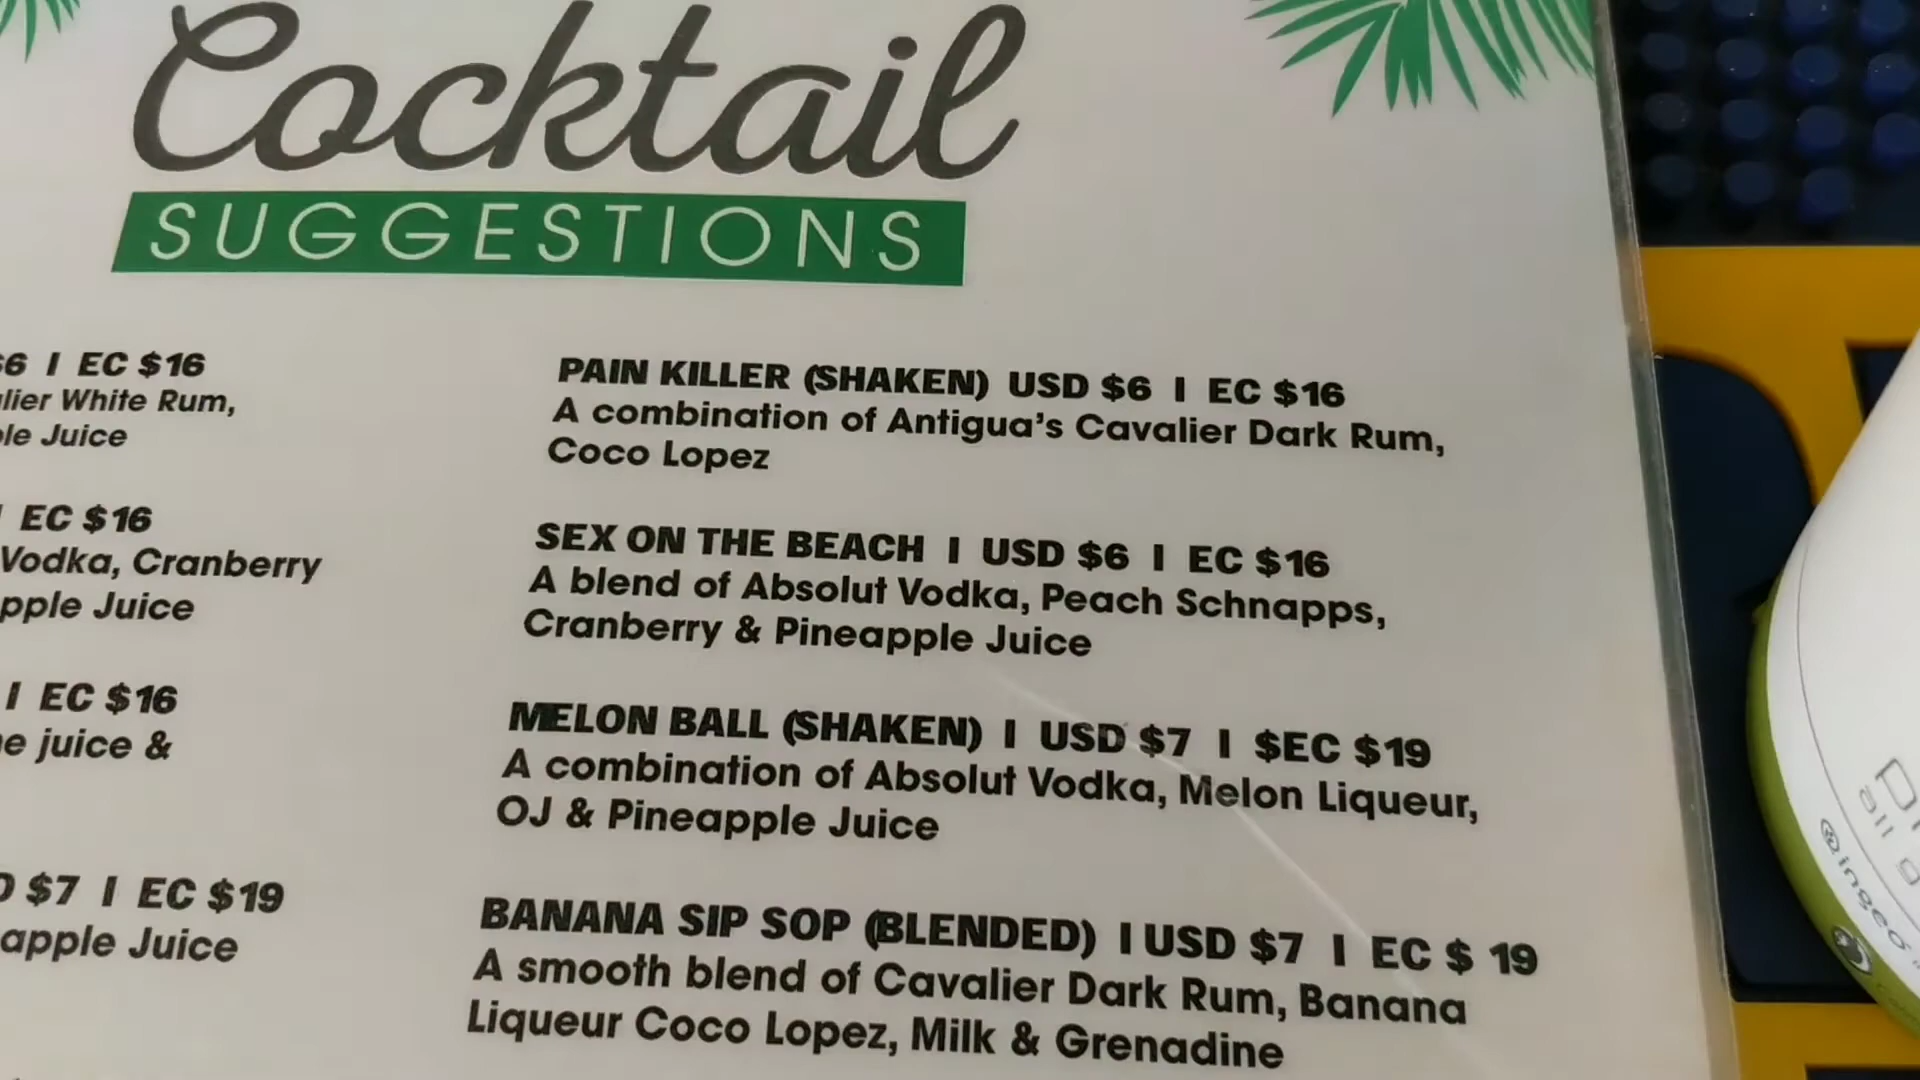 Cocktail
SUGGESTIONS
$6 I EC $16
White Rum,
Juice
EC $16
Vodka, Cranberry
Juice
I EC $16
juice &
$7 I EC $19
Juice
PAIN KILLER (SHAKEN) USD $6 I EC $16
A combination of Antigua's Cavalier Dark Rum,
Coco Lopez
SEX ON THE BEACH I USD $6 I EC $16
A blend of Absolut Vodka, Peach Schnapps,
Cranberry & Pineapple Juice
MELON BALL (SHAKEN) I USD $7 I $EC $19
A combination of Absolut Vodka, Melon Liqueur,
OJ & Pineapple Juice
BANANA SIP SOP (BLENDED) I USD $7 I EC $ 19
A smooth blend of Cavalier Dark Rum, Banana
Liqueur Coco Lopez, Milk & Grenadine
all
ingeo